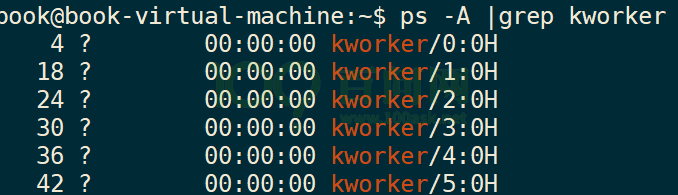 book@book-virtual-machine:~$ ps -A |grep kworker
4 ? 00:00:00 kworker/0:0H
18 ? 00:00:00 kworker/1:0H
24 ? 00:00:00 kworker/2:0H
30 ? 00:00:00 kworker/3:0H
36 ? 00:00:00 kworker/4:0H
42 ? 00:00:00 kworker/5:0H